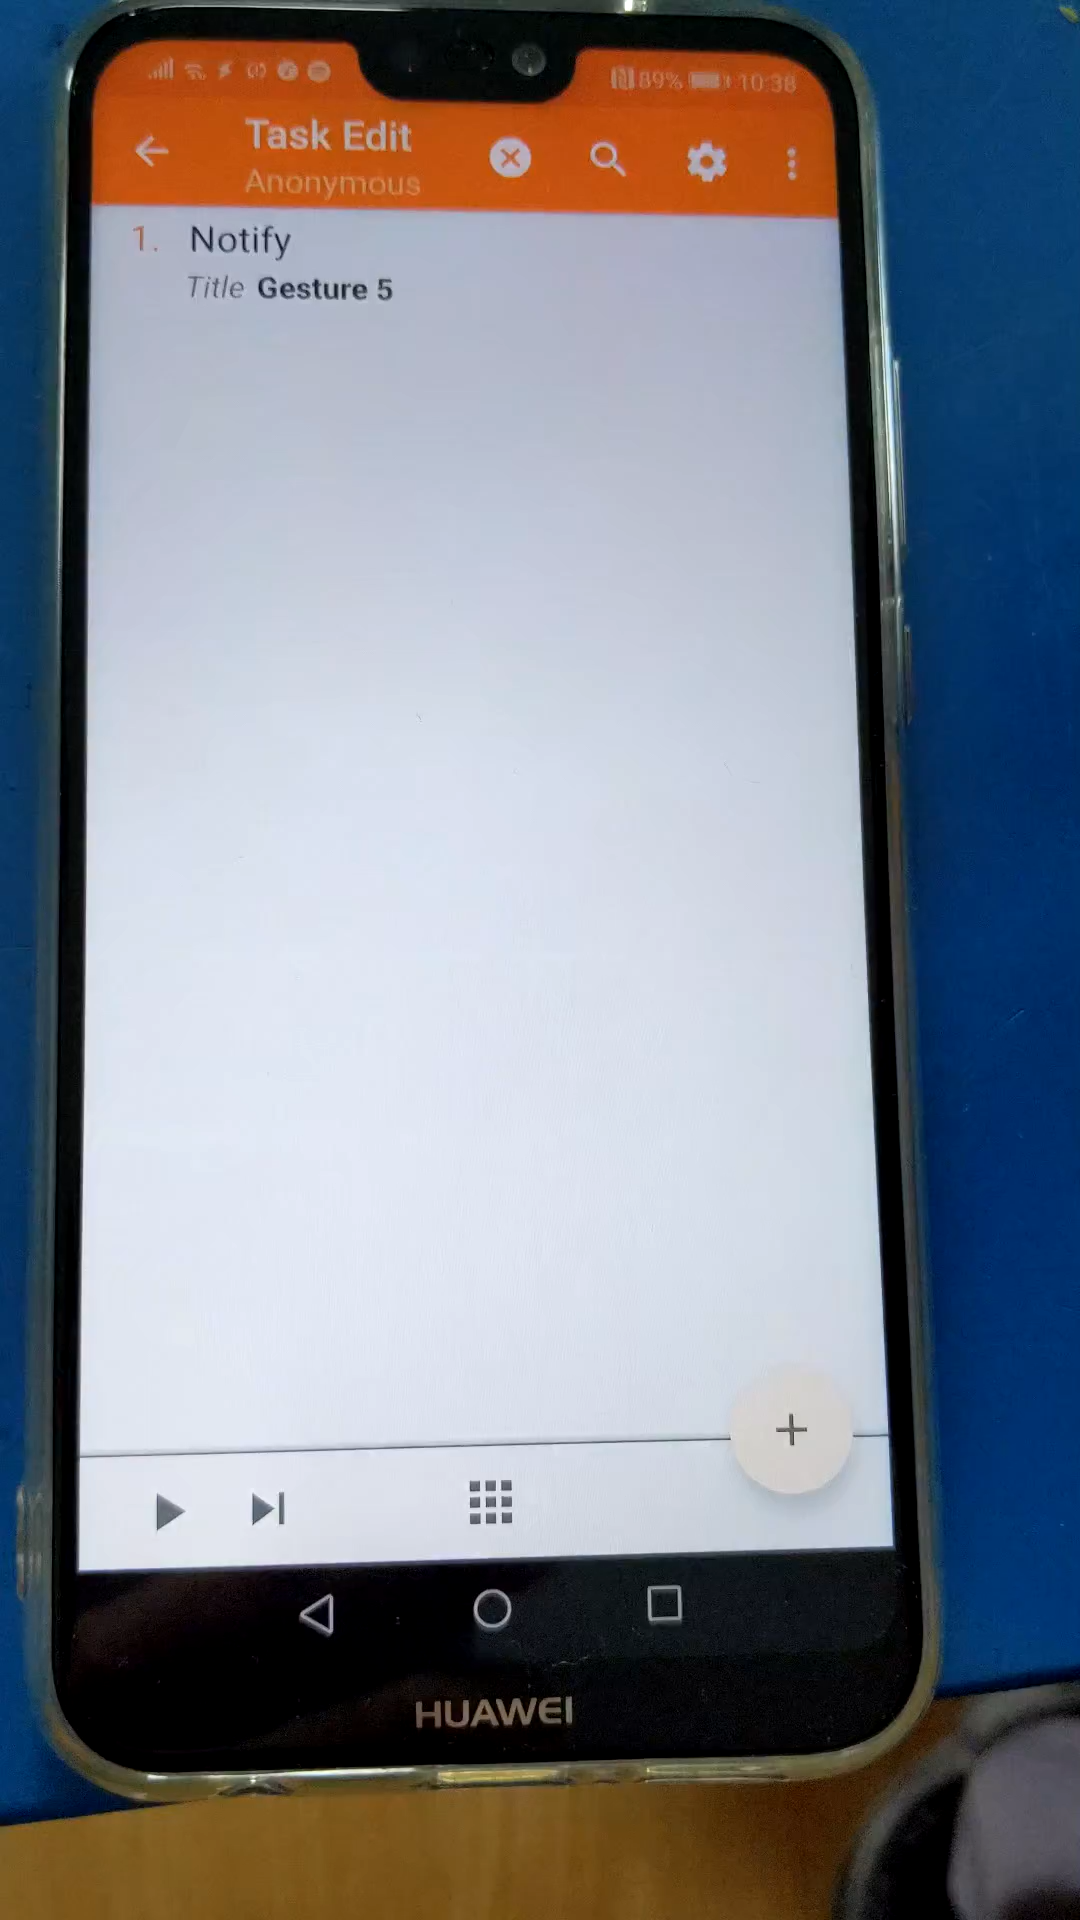 89% 10:38
Task Edit
Anonymous
1. Notify
Title Gesture 5
HUAWEI